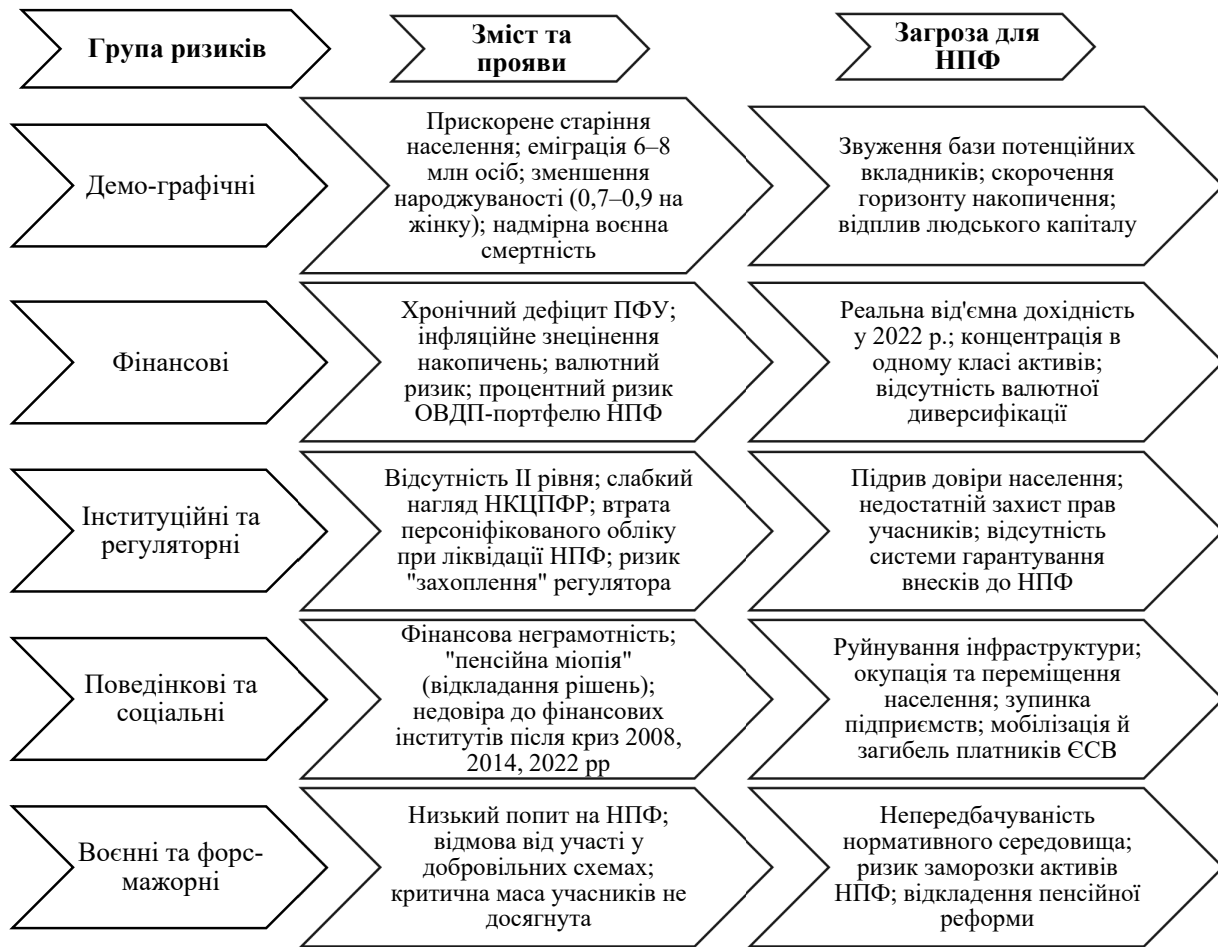 Група ризиків
Зміст та
прояви
Загроза для
НПФ
Демо-графічні
Прискорене старіння
населення; еміграція 6–8
млн осіб; зменшення
народжуваності (0,7–0,9 на
жінку); надмірна воєнна
смертність
Звуження бази потенційних
вкладників; скорочення
горизонту накопичення;
відплив людського капіталу
Фінансові
Хронічний дефіцит ПФУ;
інфляційне знецінення
накопичень; валютний
ризик; процентний ризик
ОВДП-портфелю НПФ
Реальна від'ємна дохідність
у 2022 р.; концентрація в
одному класі активів;
відсутність валютної
диверсифікації
Інституційні та
регуляторні
Відсутність II рівня; слабкий
нагляд НКЦПФР; втрата
персоніфікованого обліку
при ліквідації НПФ; ризик
"захоплення" регулятора
Підрив довіри населення;
недостатній захист прав
учасників; відсутність
системи гарантування
внесків до НПФ
Поведінкові та
соціальні
Фінансова неграмотність;
"пенсійна міопія"
(відкладання рішень);
недовіра до фінансових
інститутів після криз 2008,
2014, 2022 рр
Руйнування інфраструктури;
окупація та переміщення
населення; зупинка
підприємств; мобілізація й
загибель платників ЄСВ
Воєнні та форс-
мажорні
Низький попит на НПФ;
відмова від участі у
добровільних схемах;
критична маса учасників не
досягнута
Непередбачуваність
нормативного середовища;
ризик заморозки активів
НПФ; відкладення пенсійної
реформи